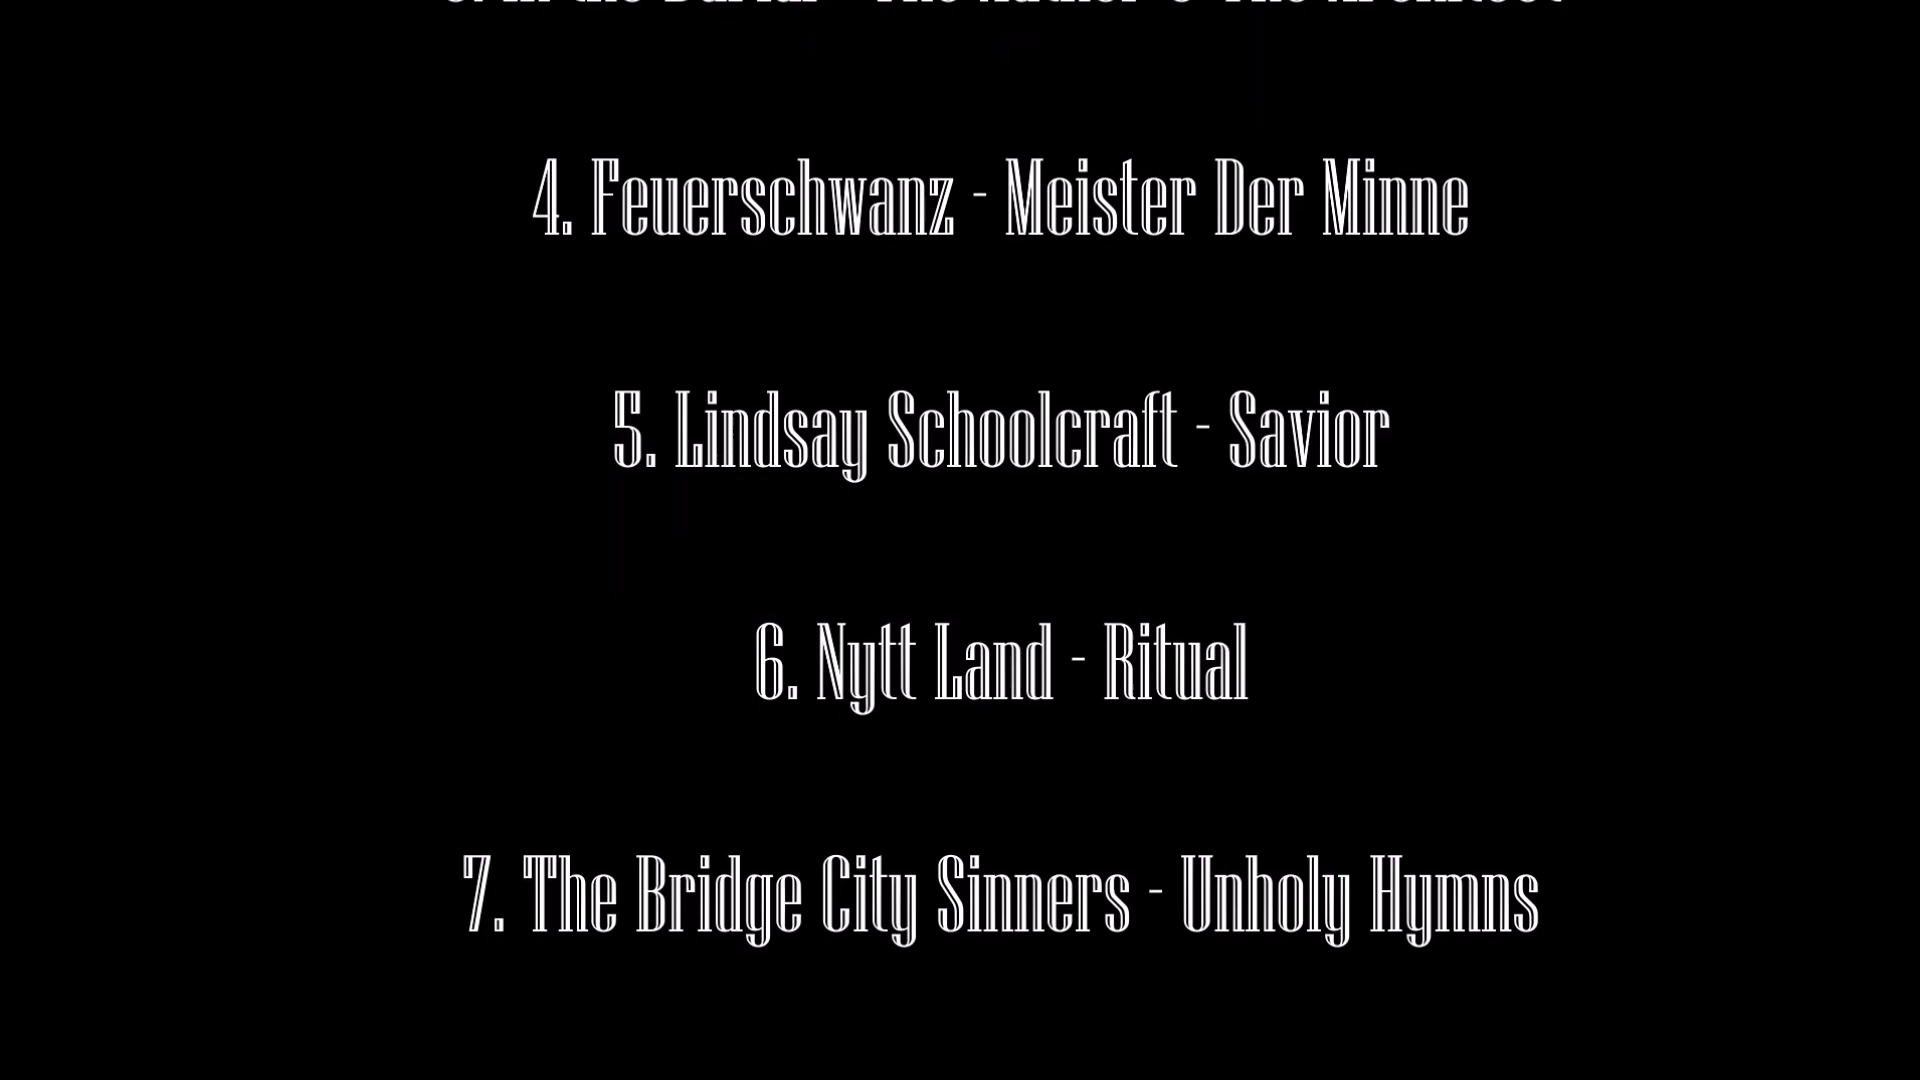 4. Feuerschwanz - Meister Der Minne
5. Lindsay Schoolcraft - Savior
6. Nytt Land - Ritual
7. The Bridge City Sinners - Unholy Hymns